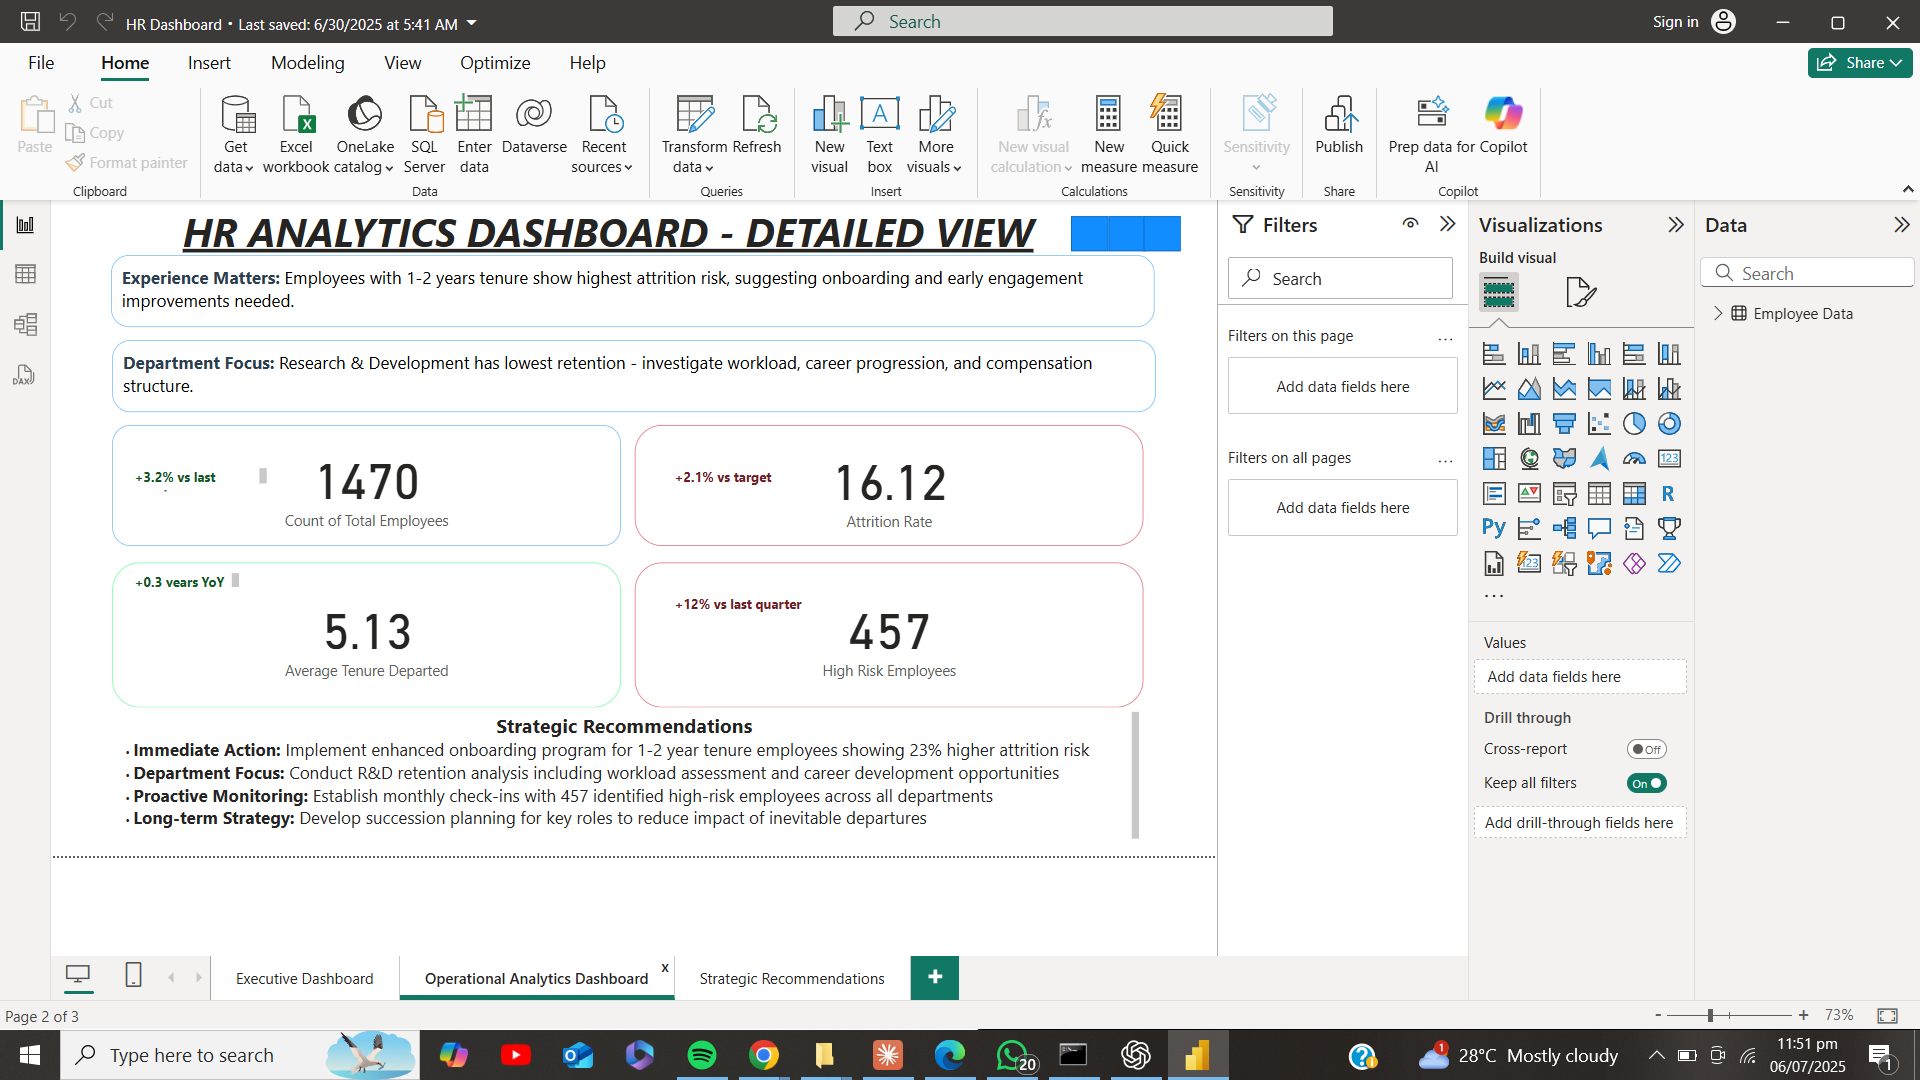 HR Dashboard • Last saved: 6/30/2025 at 5:41 AM
Search
Sign in
File
Home
Insert
Modeling
View
Optimize
Help
Share
Paste
Cut
Copy
Format painter
Clipboard
Get data
Excel workbook
OneLake catalog
SQL Server
Enter data
Dataverse
Recent sources
Data
Transform data
Refresh
Queries
New visual
Text box
More visuals
Insert
New visual calculation
New measure
Quick measure
Calculations
Sensitivity
Sensitivity
Publish
Share
Prep data for AI
Copilot
Copilot
HR ANALYTICS DASHBOARD - DETAILED VIEW
Experience Matters: Employees with 1-2 years tenure show highest attrition risk, suggesting onboarding and early engagement
improvements needed.
Department Focus: Research & Development has lowest retention - investigate workload, career progression, and compensation
structure.
+3.2% vs last
1470
Count of Total Employees
+2.1% vs target
16.12
Attrition Rate
+0.3 years YoY
5.13
Average Tenure Departed
+12% vs last quarter
457
High Risk Employees
Strategic Recommendations
• Immediate Action: Implement enhanced onboarding program for 1-2 year tenure employees showing 23% higher attrition risk
• Department Focus: Conduct R&D retention analysis including workload assessment and career development opportunities
• Proactive Monitoring: Establish monthly check-ins with 457 identified high-risk employees across all departments
• Long-term Strategy: Develop succession planning for key roles to reduce impact of inevitable departures
Filters
Search
Filters on this page
...
Add data fields here
Filters on all pages
...
Add data fields here
Visualizations
Build visual
123
R
Py
123
...
Values
Add data fields here
Drill through
Cross-report
Off
Keep all filters
On
Add drill-through fields here
Data
Search
Employee Data
DAX
Executive Dashboard
Operational Analytics Dashboard
x
Strategic Recommendations
+
Page 2 of 3
- + 73%
Type here to search
20
1
28°C Mostly cloudy
11:51 pm
06/07/2025
1